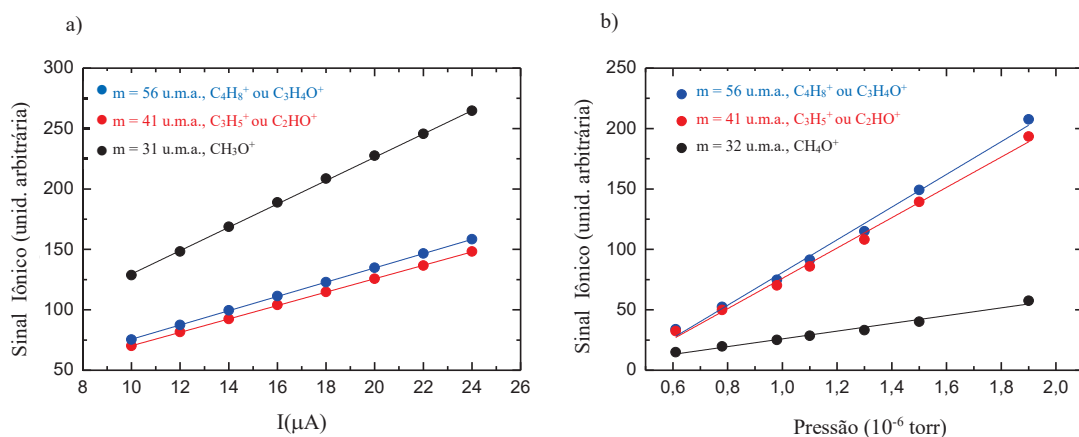 a)
300
250
200
150
100
50
Sinal Iônico (unid. arbitrária)
m = 56 u.m.a., C₄H₈⁺ ou C₃H₄O⁺
m = 41 u.m.a., C₃H₅⁺ ou C₂HO⁺
m = 31 u.m.a., CH₃O⁺
8 10 12 14 16 18 20 22 24 26
I(μA)
b)
250
200
150
100
50
0
Sinal Iônico (unid. arbitrária)
m = 56 u.m.a., C₄H₈⁺ ou C₃H₄O⁺
m = 41 u.m.a., C₃H₅⁺ ou C₂HO⁺
m = 32 u.m.a., CH₄O⁺
0,6 0,8 1,0 1,2 1,4 1,6 1,8 2,0
Pressão (10⁻⁶ torr)